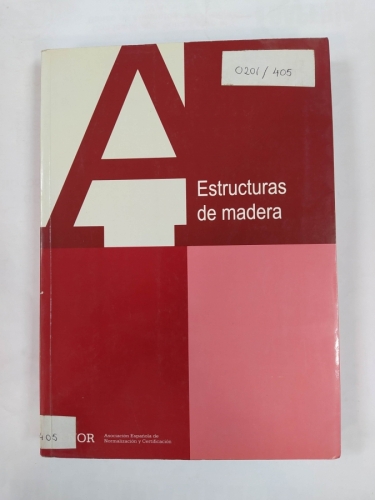 0201 / 405
Estructuras
de madera
405
OR
Asociación Española de
Normalización y Certificación